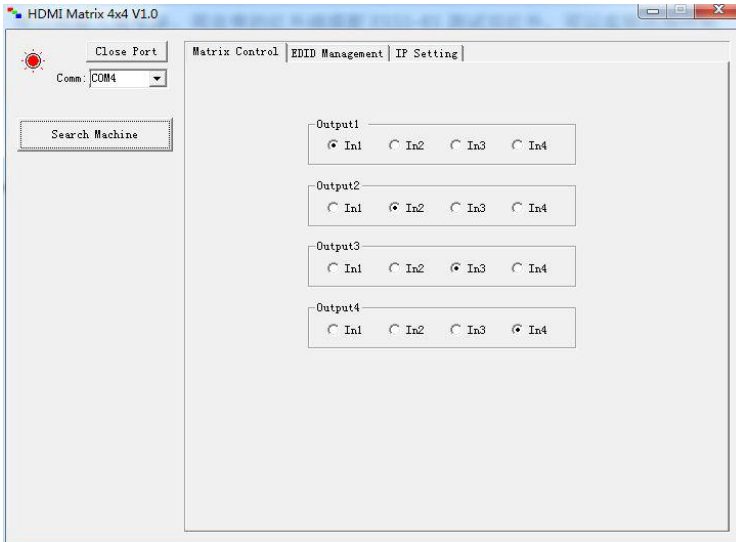 HDMI Matrix 4x4 V1.0
Close Port
Comm: COM4
Search Machine
Matrix Control
EDID Management
IP Setting
Output1
In1 In2 In3 In4
Output2
In1 In2 In3 In4
Output3
In1 In2 In3 In4
Output4
In1 In2 In3 In4